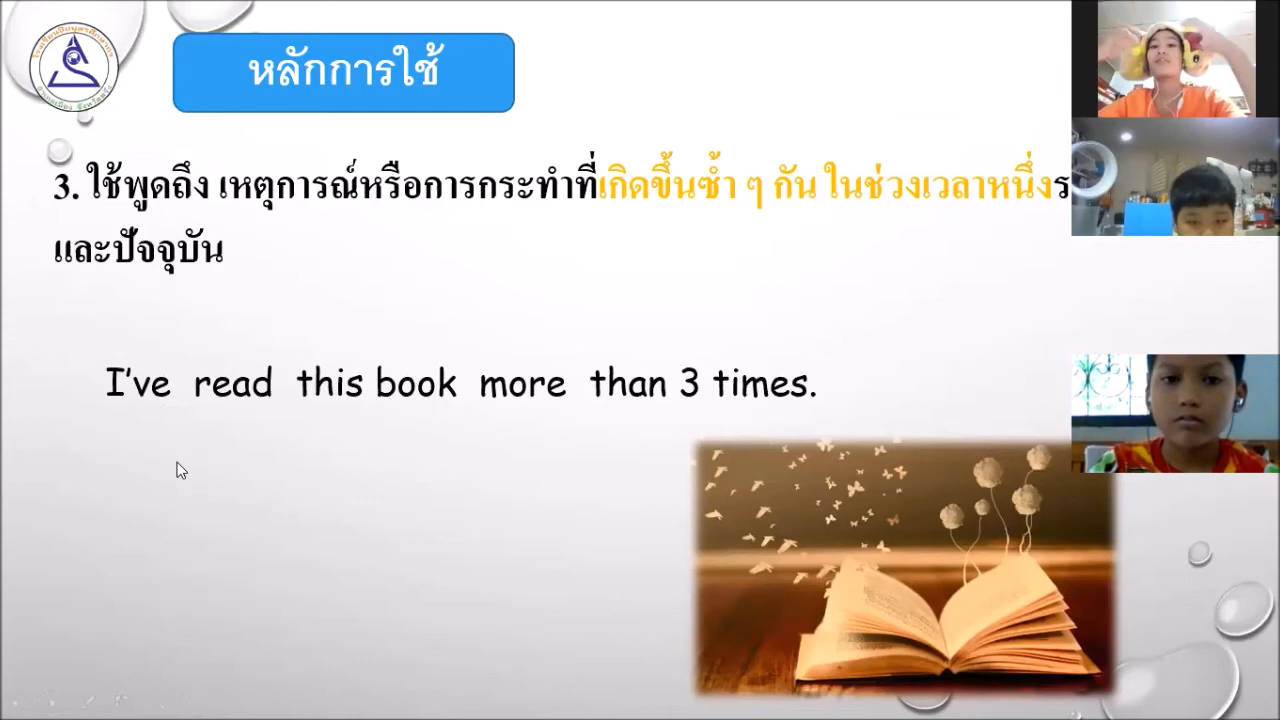 หลักการใช้
3. ใช้พูดถึง เหตุการณ์หรือการกระทำที่เกิดขึ้นซ้ำ ๆ กัน ในช่วงเวลาหนึ่งร
และปัจจุบัน
I've read this book more than 3 times.